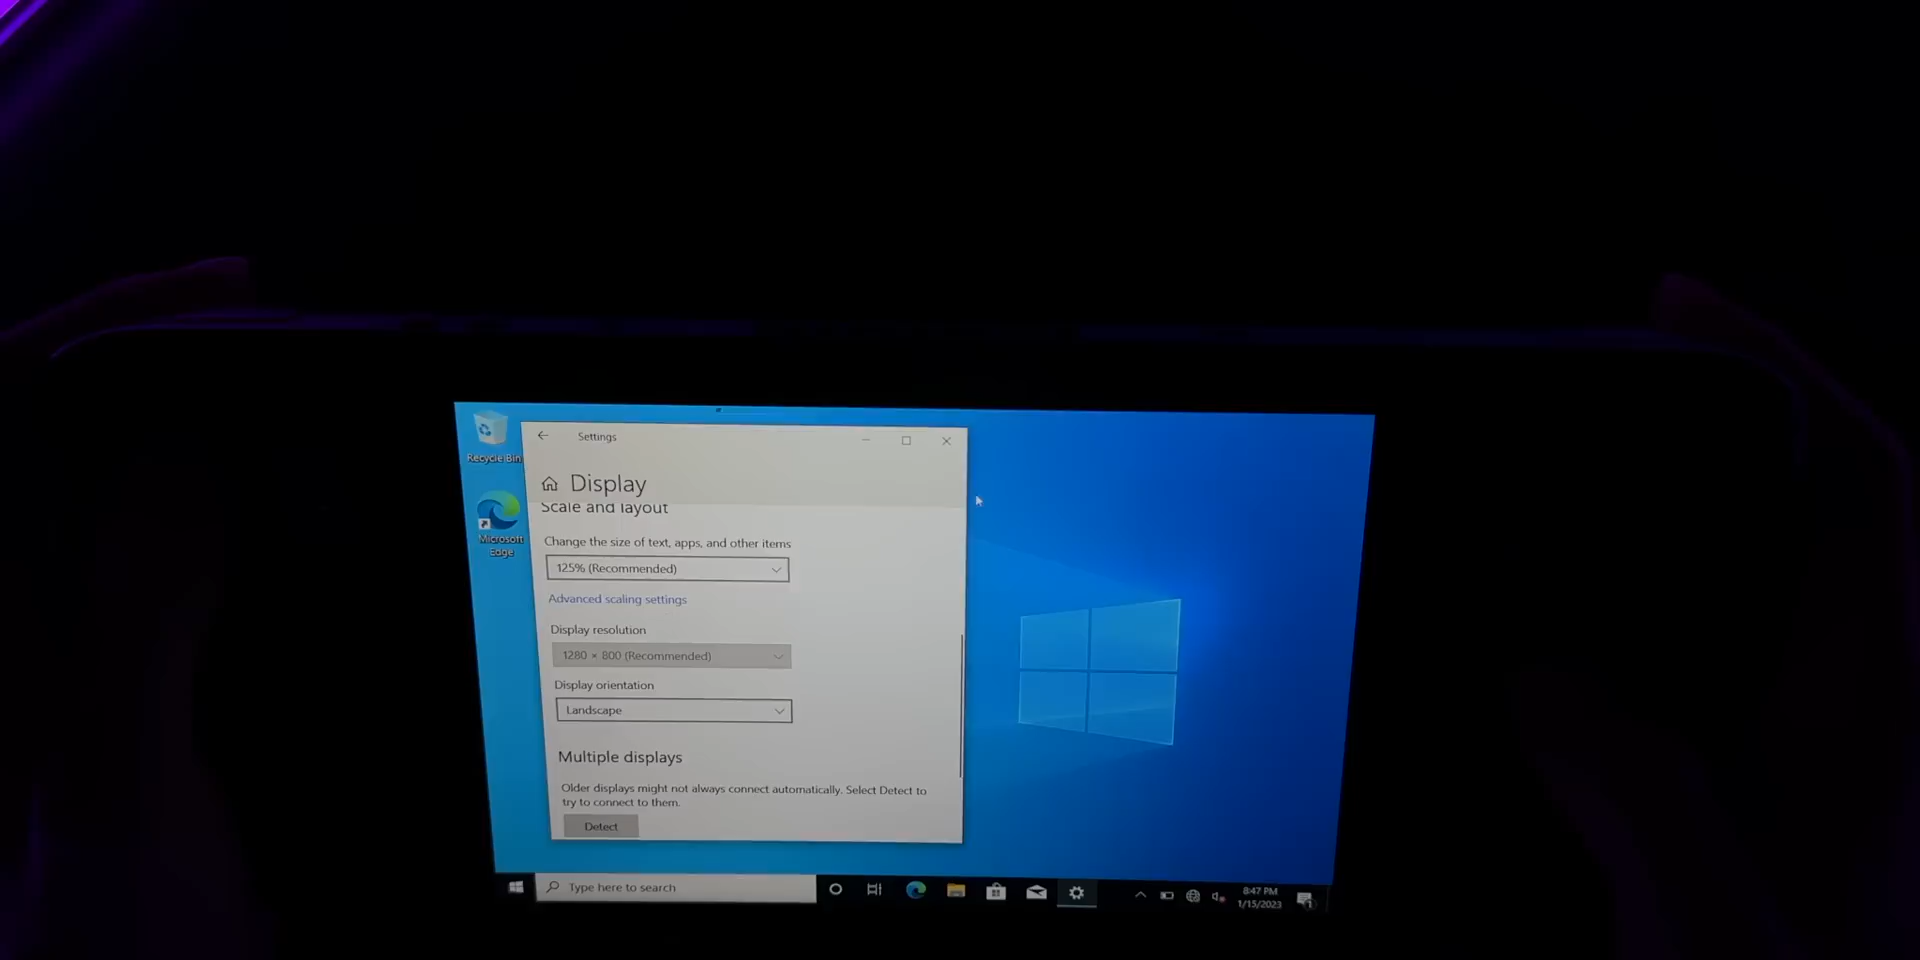 Recycle Bin
Microsoft
Edge
Settings
Display
Scale and layout
Change the size of text, apps, and other items
125% (Recommended)
Advanced scaling settings
Display resolution
1280 × 800 (Recommended)
Display orientation
Landscape
Multiple displays
Older displays might not always connect automatically. Select Detect to
try to connect to them.
Detect
Type here to search
8:47 PM
1/15/2023
1